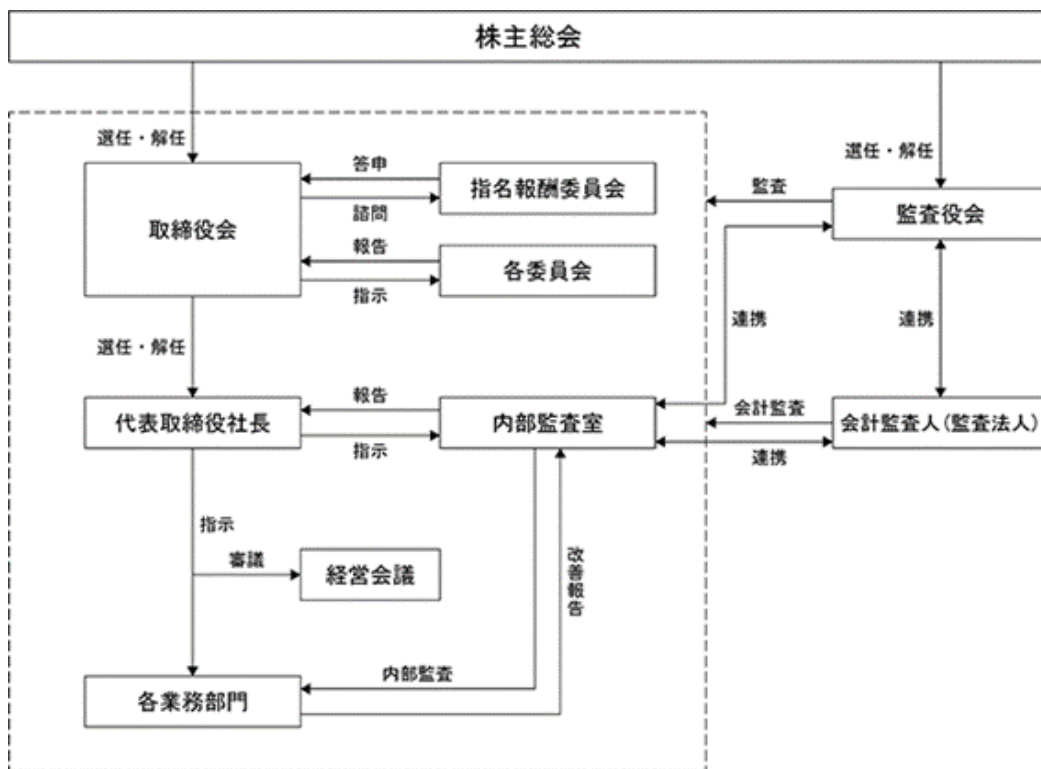 株主総会
選任・解任
選任・解任
答申
指名報酬委員会
諮問
取締役会
監査
監査役会
報告
各委員会
指示
連携
連携
選任・解任
代表取締役社長
報告
指示
内部監査室
会計監査
会計監査人(監査法人)
連携
指示
審議
経営会議
改善報告
内部監査
各業務部門